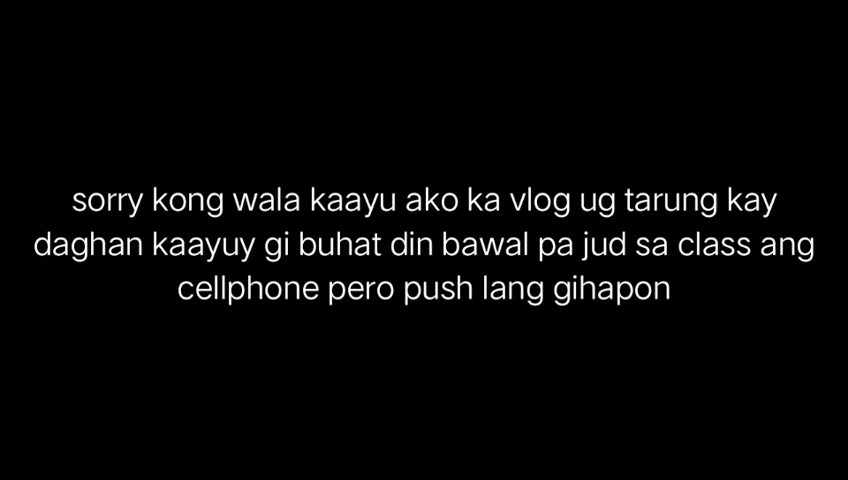 sorry kong wala kaayu ako ka vlog ug tarung kay
daghan kaayuy gi buhat din bawal pa jud sa class ang
cellphone pero push lang gihapon